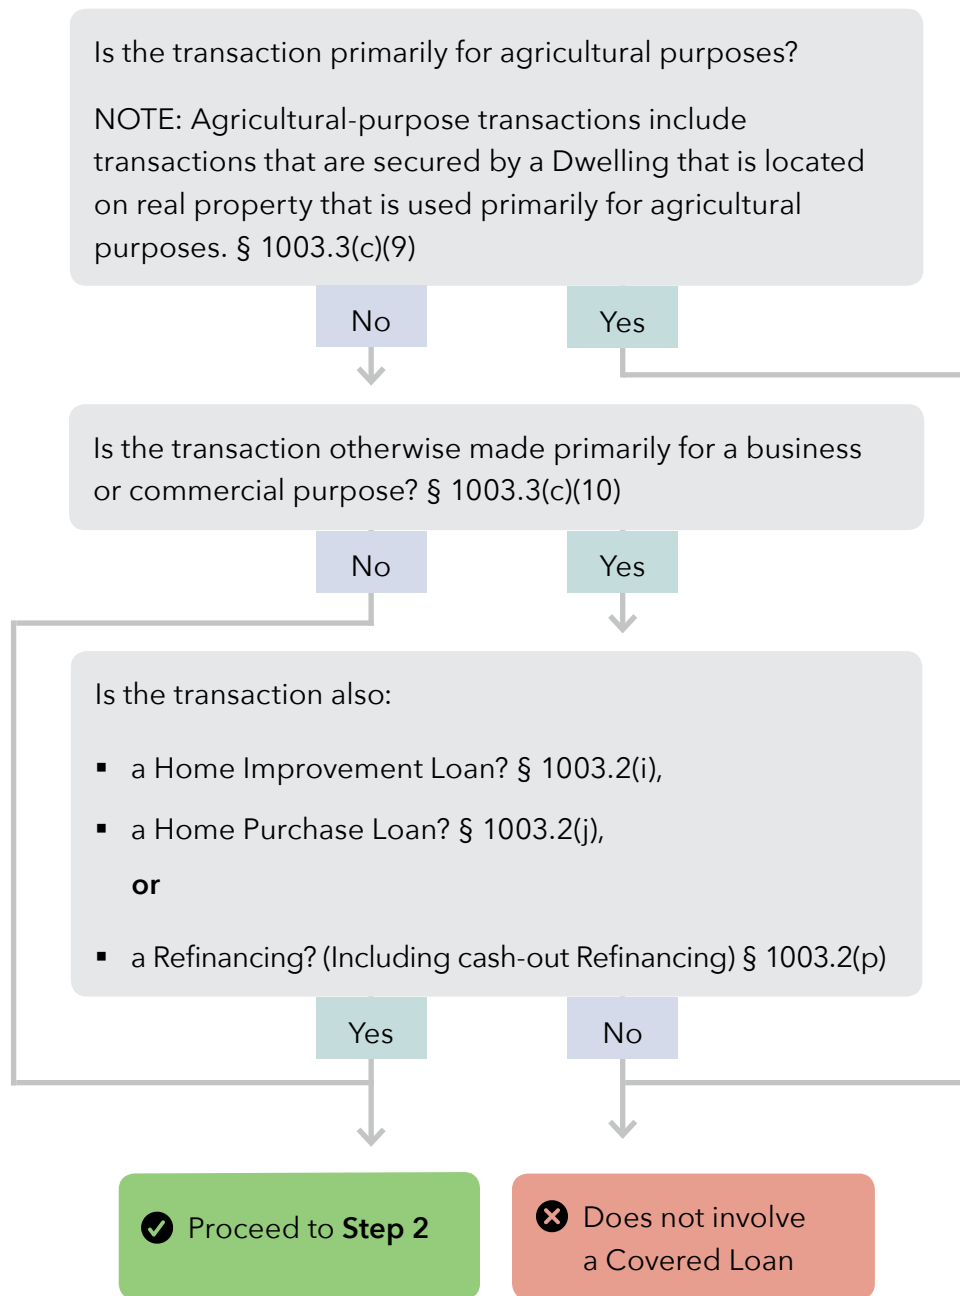 Is the transaction primarily for agricultural purposes?
NOTE: Agricultural-purpose transactions include
transactions that are secured by a Dwelling that is located
on real property that is used primarily for agricultural
purposes. § 1003.3(c)(9)
No
Yes
Is the transaction otherwise made primarily for a business
or commercial purpose? § 1003.3(c)(10)
No
Yes
Is the transaction also:
▪ a Home Improvement Loan? § 1003.2(i),
▪ a Home Purchase Loan? § 1003.2(j),
or
▪ a Refinancing? (Including cash-out Refinancing) § 1003.2(p)
Yes
No
Proceed to Step 2
Does not involve
a Covered Loan